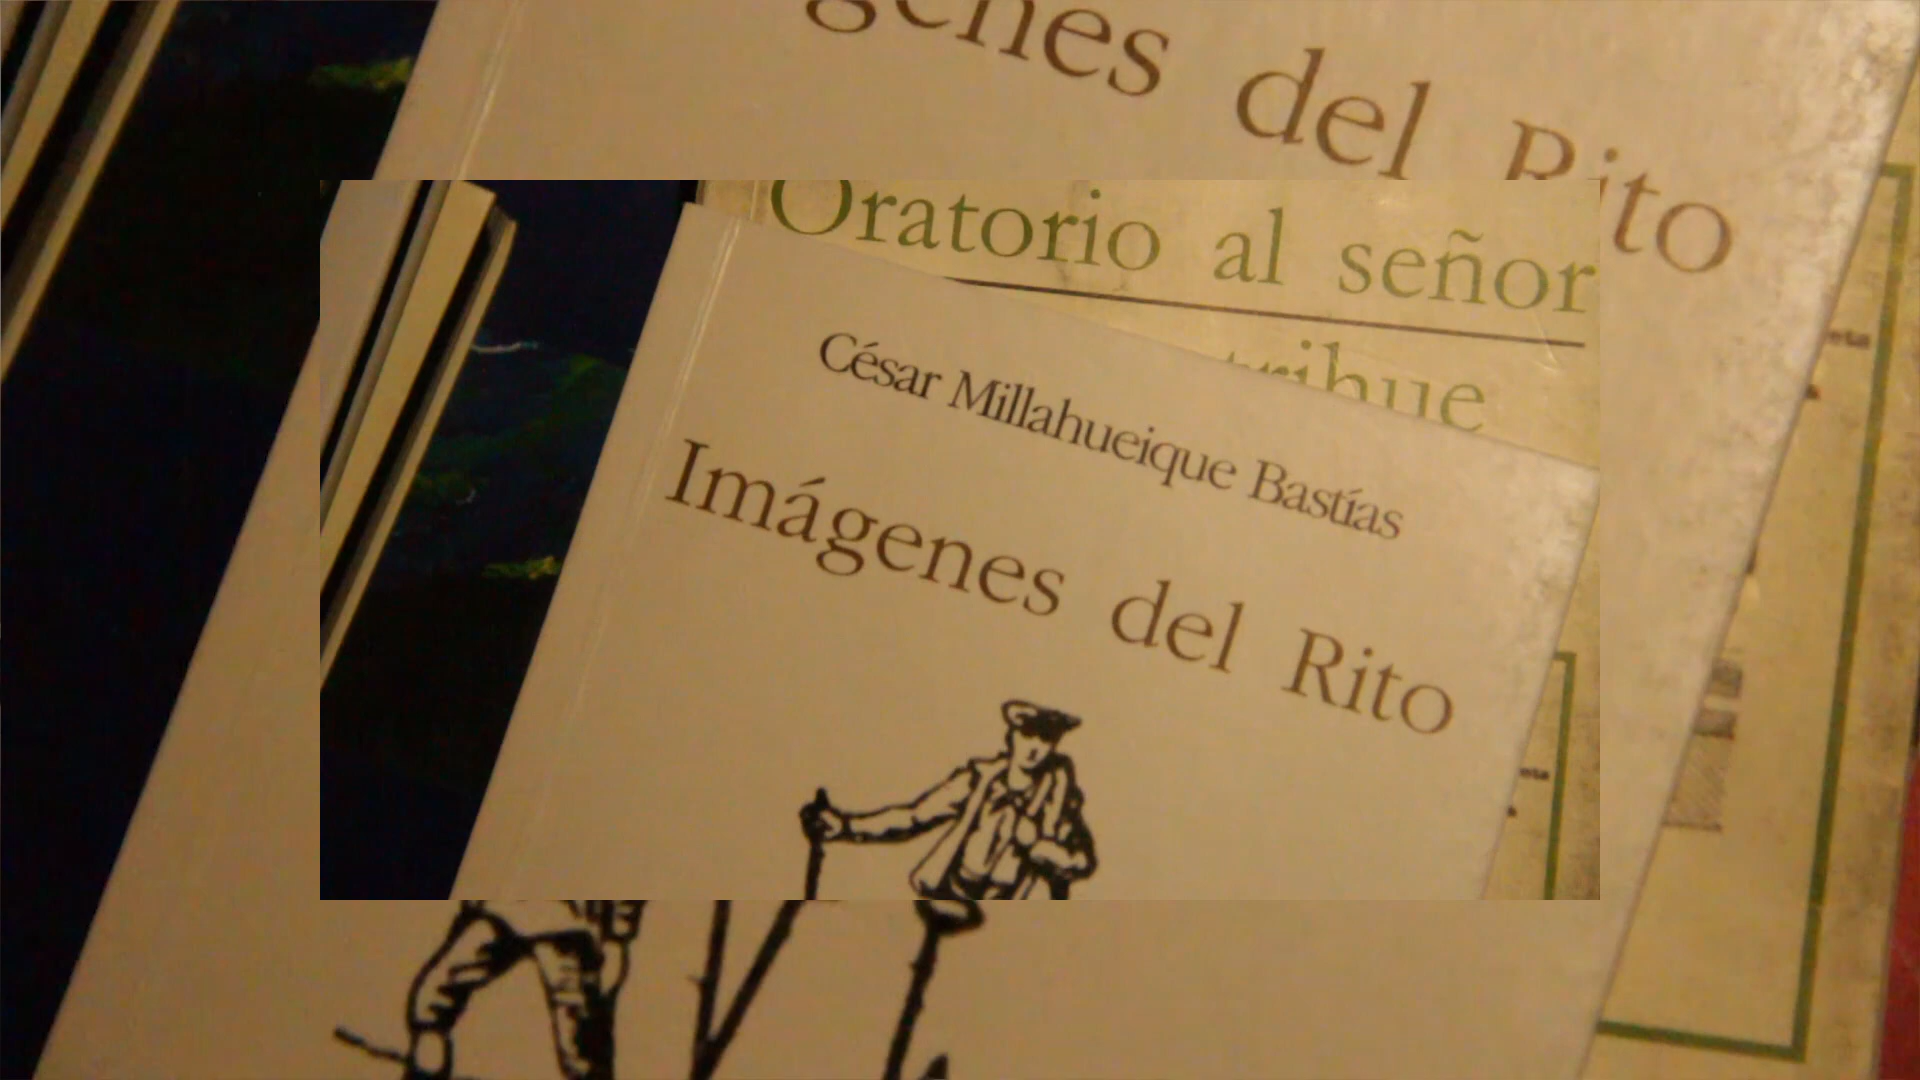 genes del Rito
Oratorio al señor
César Millahueique Bastías
Imágenes del Rito